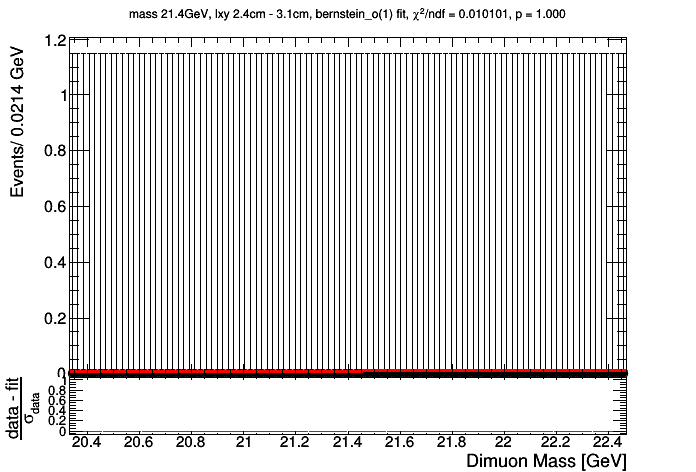 mass 21.4GeV, lxy 2.4cm - 3.1cm, bernstein_o(1) fit, χ²/ndf = 0.010101, p = 1.000
Events/ 0.0214 GeV
1.2
1
0.8
0.6
0.4
0.2
0
data - fit
σdata
1
0.8
0.6
0.4
0.2
0
20.4 20.6 20.8 21 21.2 21.4 21.6 21.8 22 22.2 22.4
Dimuon Mass [GeV]